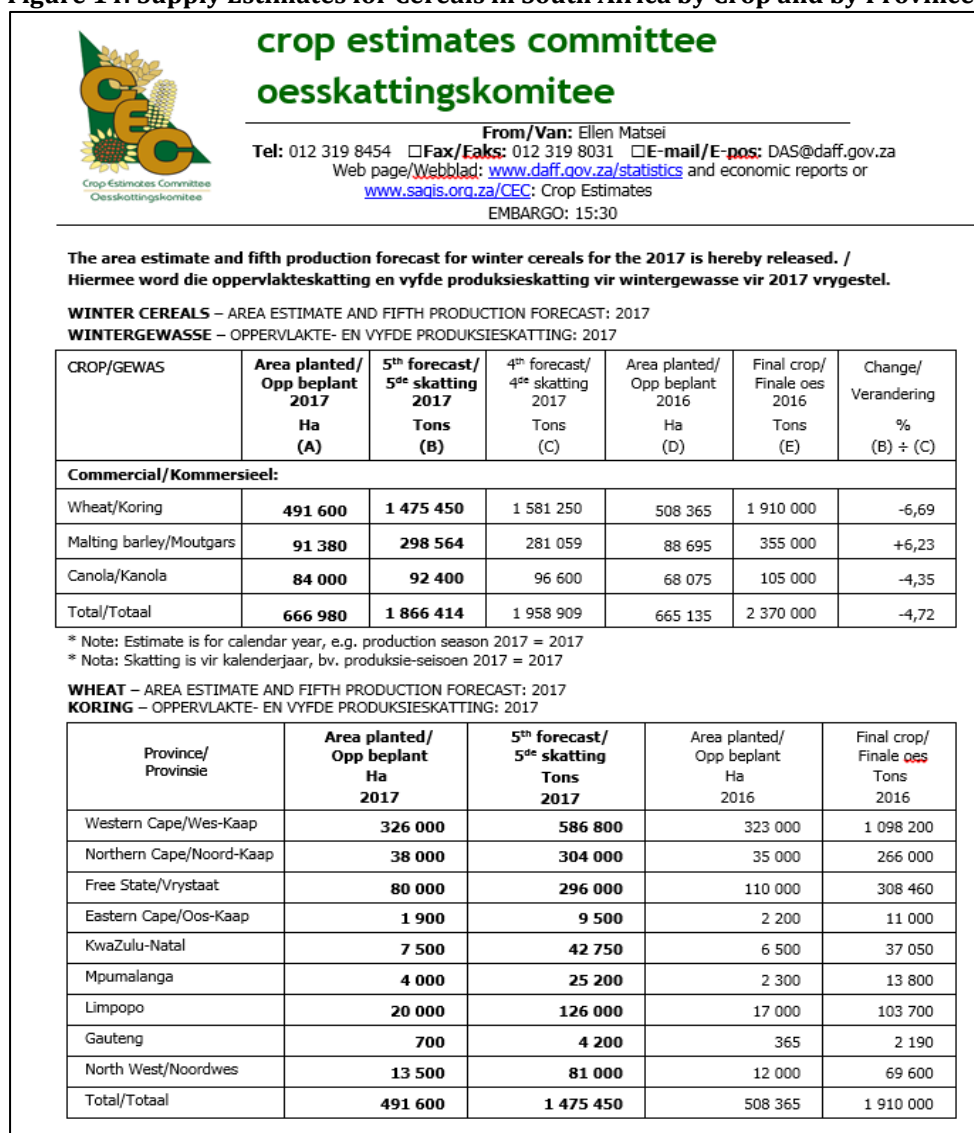 Figure 14: Supply Estimates for Cereals in South Africa by Crop and by Province
CEC
Crop Estimates Committee
Oesskattingskomitee
crop estimates committee
oesskattingskomitee
From/Van: Ellen Matsei
Tel: 012 319 8454 □Fax/Faks: 012 319 8031 □E-mail/E-pos: DAS@daff.gov.za
Web page/Webblad: www.daff.gov.za/statistics and economic reports or
www.sagis.org.za/CEC: Crop Estimates
EMBARGO: 15:30
The area estimate and fifth production forecast for winter cereals for the 2017 is hereby released. /
Hiermee word die oppervlakteskatting en vyfde produksieskatting vir wintergewasse vir 2017 vrygestel.
WINTER CEREALS – AREA ESTIMATE AND FIFTH PRODUCTION FORECAST: 2017
WINTERGEWASSE – OPPERVLAKTE- EN VYFDE PRODUKSIESKATTING: 2017
CROP/GEWAS Area planted/ 5th forecast/ 4th forecast/ Area planted/ Final crop/ Change/
Opp beplant 5de skatting 4de skatting Opp beplant Finale oes Verandering
2017 2017 2017 2016 2016
Ha Tons Tons Ha Tons %
(A) (B) (C) (D) (E) (B) ÷ (C)
Commercial/Kommersieel:
Wheat/Koring 491 600 1 475 450 1 581 250 508 365 1 910 000 -6,69
Malting barley/Moutgars 91 380 298 564 281 059 88 695 355 000 +6,23
Canola/Kanola 84 000 92 400 96 600 68 075 105 000 -4,35
Total/Totaal 666 980 1 866 414 1 958 909 665 135 2 370 000 -4,72
* Note: Estimate is for calendar year, e.g. production season 2017 = 2017
* Nota: Skatting is vir kalenderjaar, bv. produksie-seisoen 2017 = 2017
WHEAT – AREA ESTIMATE AND FIFTH PRODUCTION FORECAST: 2017
KORING – OPPERVLAKTE- EN VYFDE PRODUKSIESKATTING: 2017
Province/ Area planted/ 5th forecast/ Area planted/ Final crop/
Provinsie Opp beplant 5de skatting Opp beplant Finale oes
Ha Tons Ha Tons
2017 2017 2016 2016
Western Cape/Wes-Kaap 326 000 586 800 323 000 1 098 200
Northern Cape/Noord-Kaap 38 000 304 000 35 000 266 000
Free State/Vrystaat 80 000 296 000 110 000 308 460
Eastern Cape/Oos-Kaap 1 900 9 500 2 200 11 000
KwaZulu-Natal 7 500 42 750 6 500 37 050
Mpumalanga 4 000 25 200 2 300 13 800
Limpopo 20 000 126 000 17 000 103 700
Gauteng 700 4 200 365 2 190
North West/Noordwes 13 500 81 000 12 000 69 600
Total/Totaal 491 600 1 475 450 508 365 1 910 000